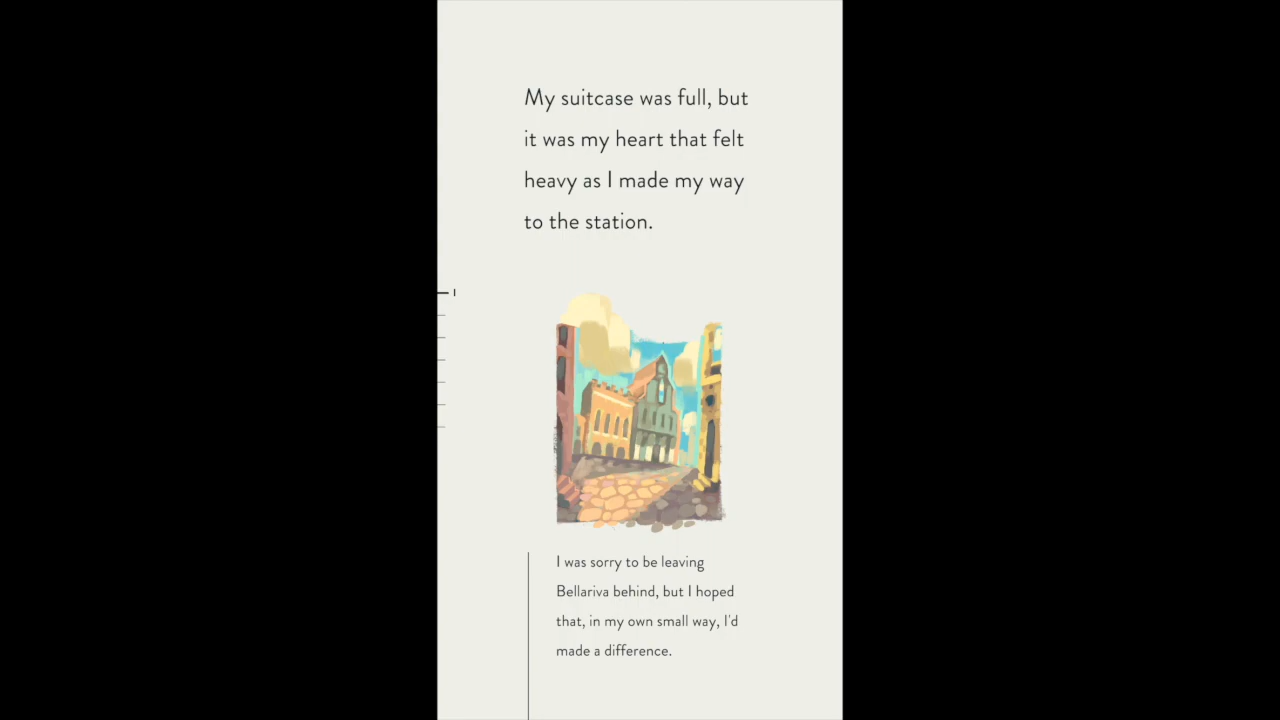 My suitcase was full, but
it was my heart that felt
heavy as I made my way
to the station.
I
I was sorry to be leaving
Bellariva behind, but I hoped
that, in my own small way, I'd
made a difference.